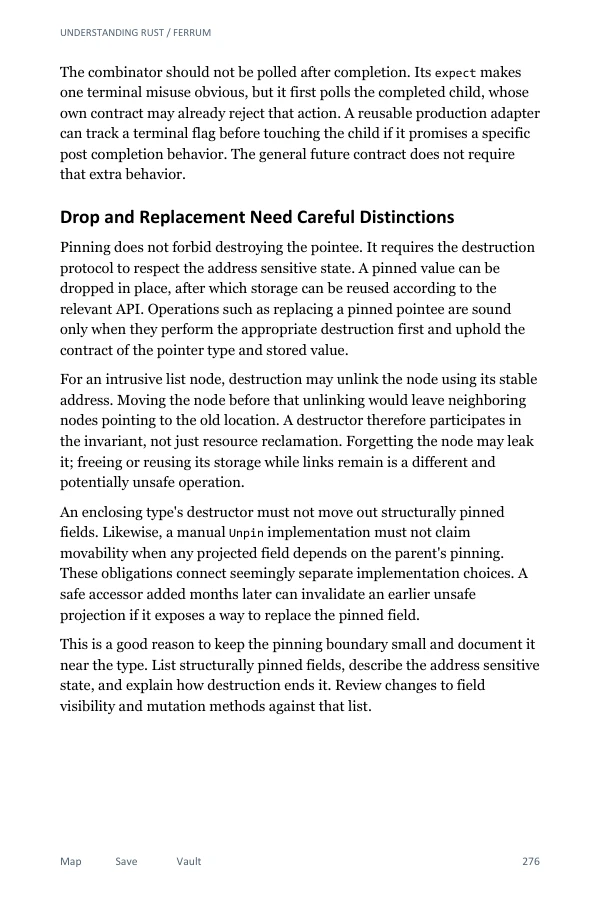 UNDERSTANDING RUST / FERRUM
The combinator should not be polled after completion. Its expect makes
one terminal misuse obvious, but it first polls the completed child, whose
own contract may already reject that action. A reusable production adapter
can track a terminal flag before touching the child if it promises a specific
post completion behavior. The general future contract does not require
that extra behavior.
Drop and Replacement Need Careful Distinctions
Pinning does not forbid destroying the pointee. It requires the destruction
protocol to respect the address sensitive state. A pinned value can be
dropped in place, after which storage can be reused according to the
relevant API. Operations such as replacing a pinned pointee are sound
only when they perform the appropriate destruction first and uphold the
contract of the pointer type and stored value.
For an intrusive list node, destruction may unlink the node using its stable
address. Moving the node before that unlinking would leave neighboring
nodes pointing to the old location. A destructor therefore participates in
the invariant, not just resource reclamation. Forgetting the node may leak
it; freeing or reusing its storage while links remain is a different and
potentially unsafe operation.
An enclosing type's destructor must not move out structurally pinned
fields. Likewise, a manual Unpin implementation must not claim
movability when any projected field depends on the parent's pinning.
These obligations connect seemingly separate implementation choices. A
safe accessor added months later can invalidate an earlier unsafe
projection if it exposes a way to replace the pinned field.
This is a good reason to keep the pinning boundary small and document it
near the type. List structurally pinned fields, describe the address sensitive
state, and explain how destruction ends it. Review changes to field
visibility and mutation methods against that list.
Map Save Vault 276